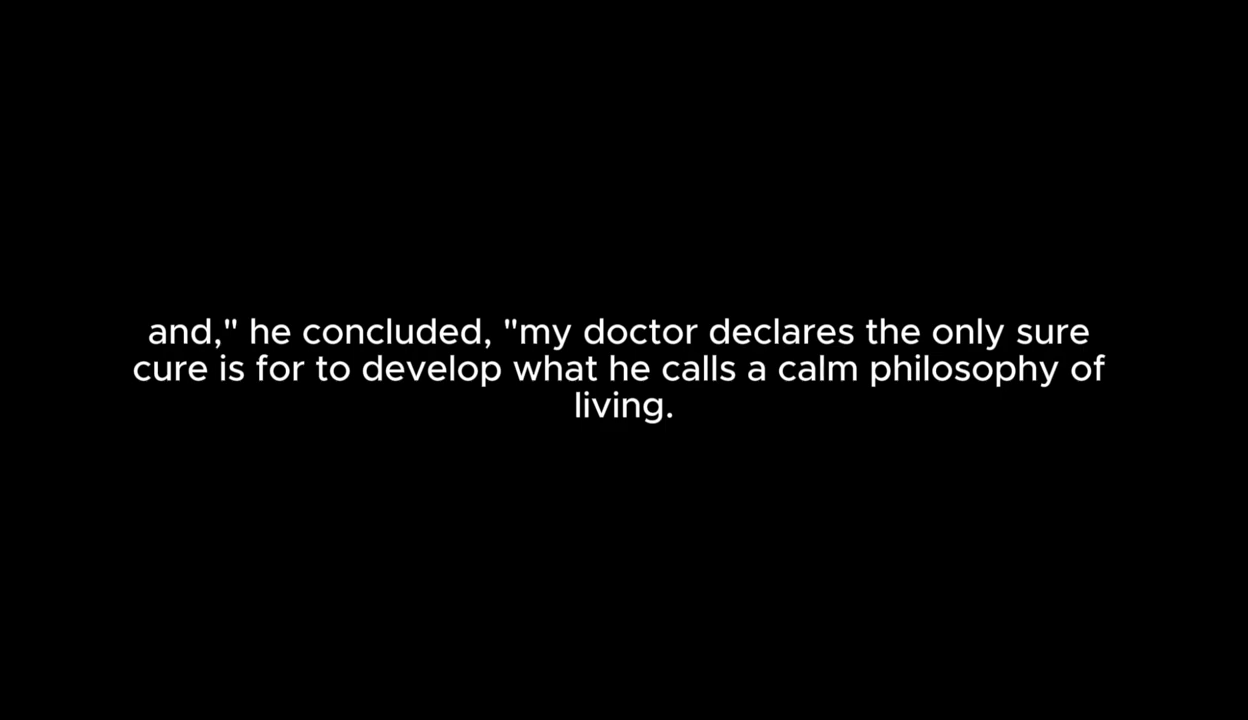 and," he concluded, "my doctor declares the only sure
cure is for to develop what he calls a calm philosophy of
living.